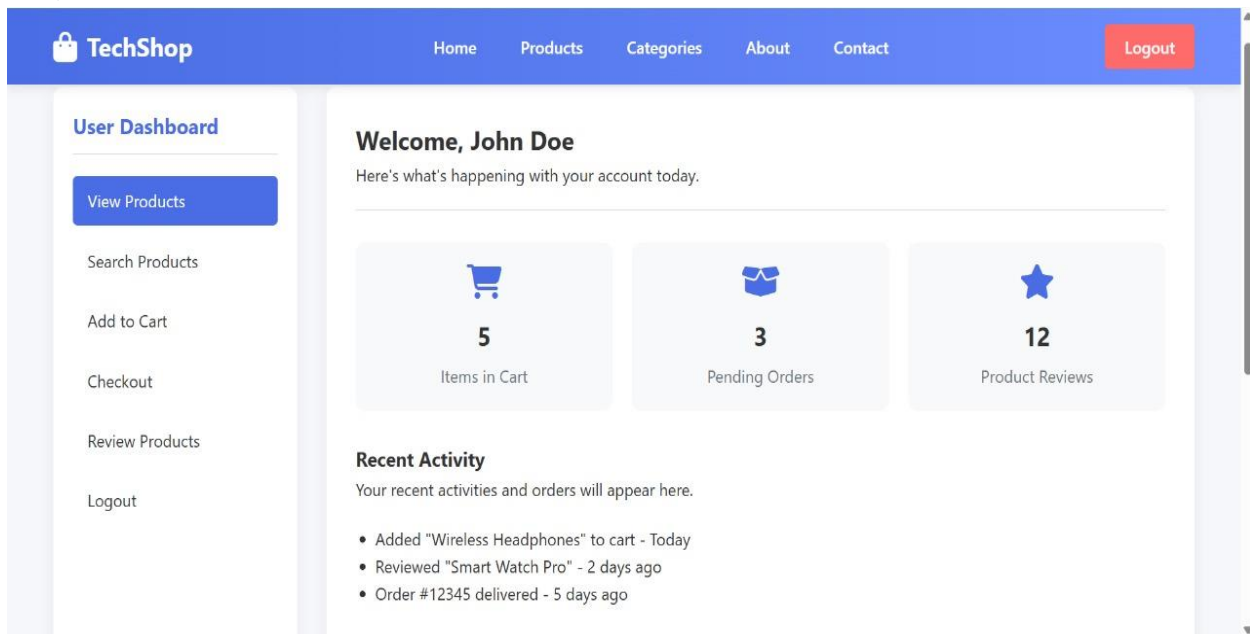 TechShop
Home Products Categories About Contact
Logout
User Dashboard
View Products
Search Products
Add to Cart
Checkout
Review Products
Logout
Welcome, John Doe
Here's what's happening with your account today.
5
Items in Cart
3
Pending Orders
12
Product Reviews
Recent Activity
Your recent activities and orders will appear here.
• Added "Wireless Headphones" to cart - Today
• Reviewed "Smart Watch Pro" - 2 days ago
• Order #12345 delivered - 5 days ago